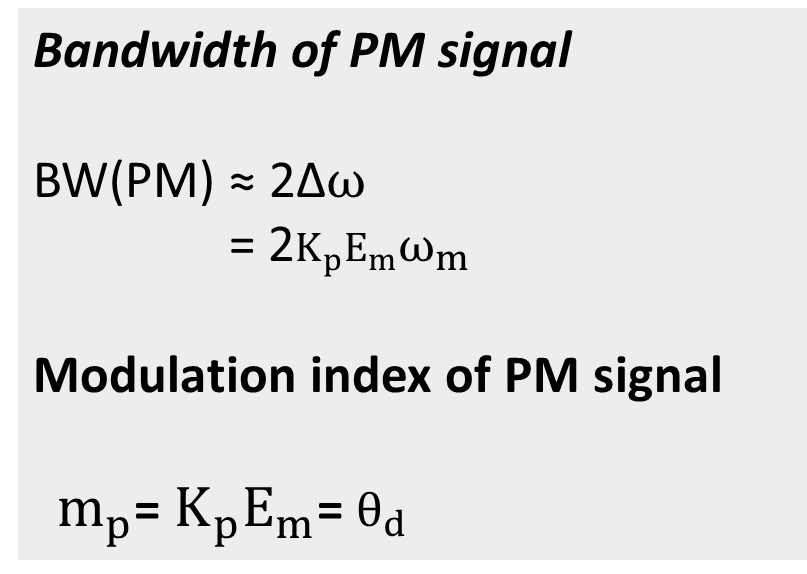 Bandwidth of PM signal
BW(PM) ≈ 2Δω
= 2KₚEₘωₘ
Modulation index of PM signal
mₚ= KₚEₘ= θd